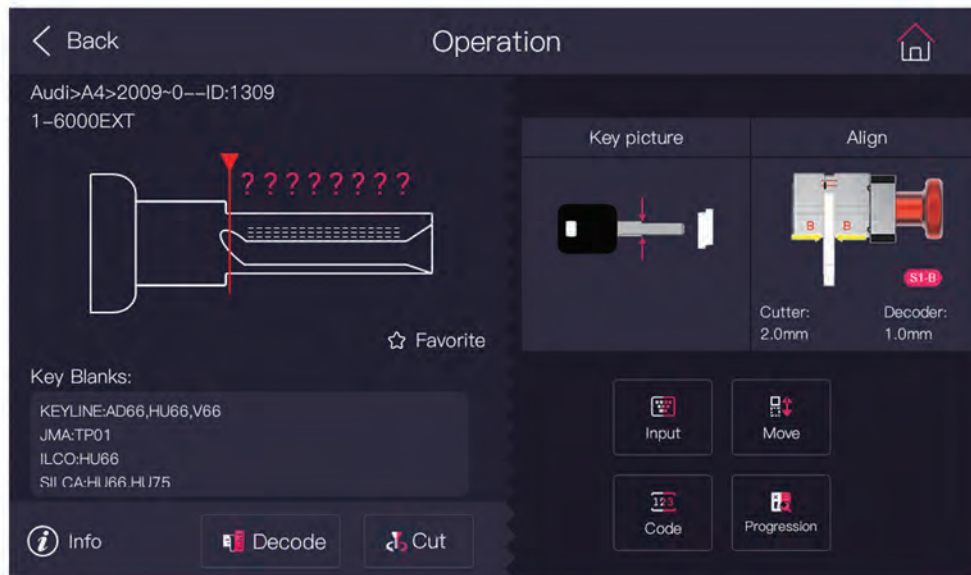 Back
Operation
Audi>A4>2009~0--ID:1309
1-6000EXT
????????
Favorite
Key Blanks:
KEYLINE:AD66,HU66,V66
JMA:TP01
ILCO:HU66
SILCA:HU66,HU75
Info
Decode
Cut
Key picture
Align
B B
S1-B
Cutter: Decoder:
2.0mm 1.0mm
Input
Move
123
Code
Progression